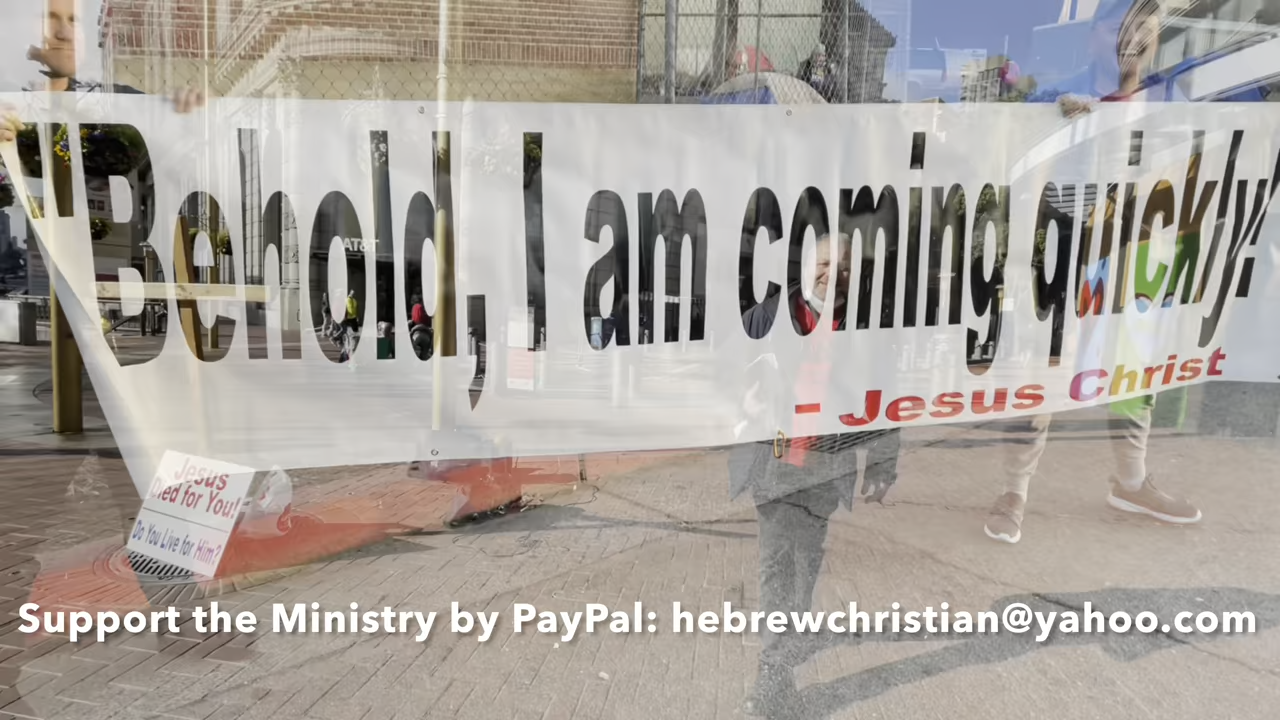 "Behold, I am coming quickly!
AT&T
- Jesus Christ
Jesus
Died for You!
Do You Live for Him?
Support the Ministry by PayPal: hebrewchristian@yahoo.com